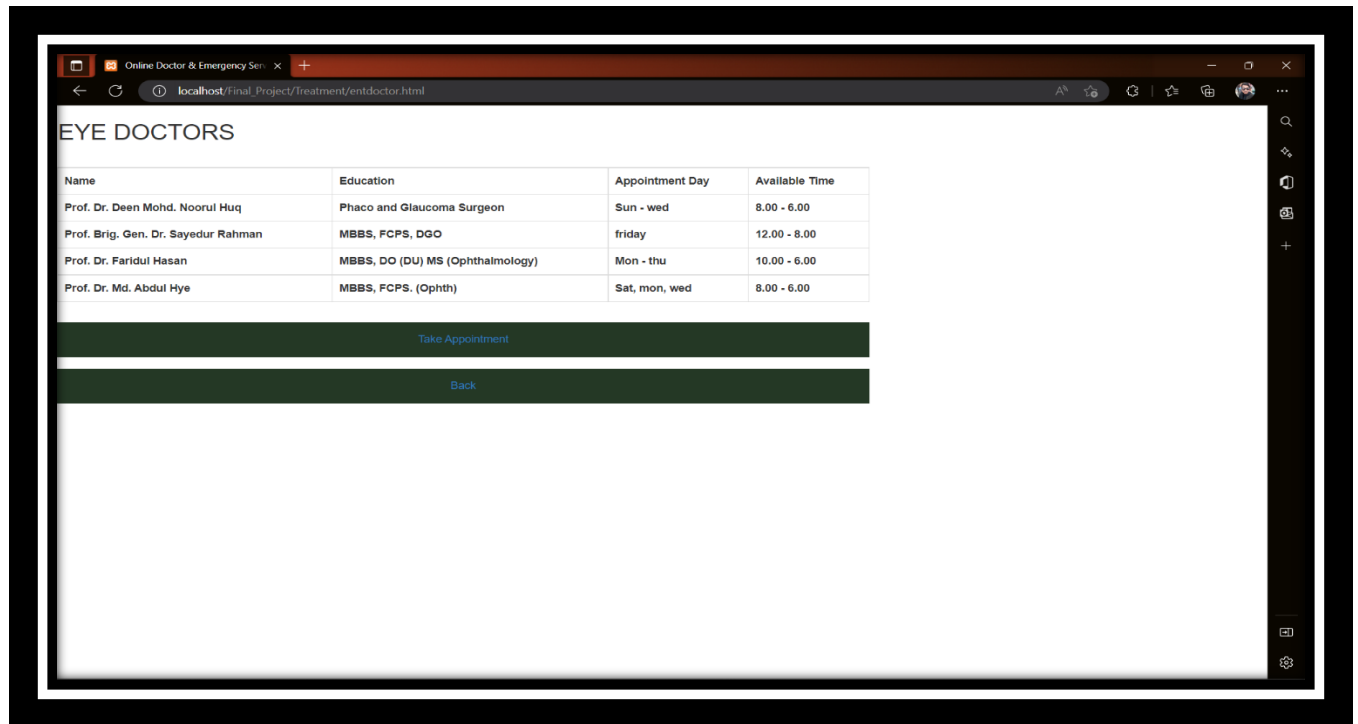 Online Doctor & Emergency Serv
localhost/Final_Project/Treatment/entdoctor.html
EYE DOCTORS
Name Education Appointment Day Available Time
Prof. Dr. Deen Mohd. Noorul Huq Phaco and Glaucoma Surgeon Sun - wed 8.00 - 6.00
Prof. Brig. Gen. Dr. Sayedur Rahman MBBS, FCPS, DGO friday 12.00 - 8.00
Prof. Dr. Faridul Hasan MBBS, DO (DU) MS (Ophthalmology) Mon - thu 10.00 - 6.00
Prof. Dr. Md. Abdul Hye MBBS, FCPS. (Ophth) Sat, mon, wed 8.00 - 6.00
Take Appointment
Back